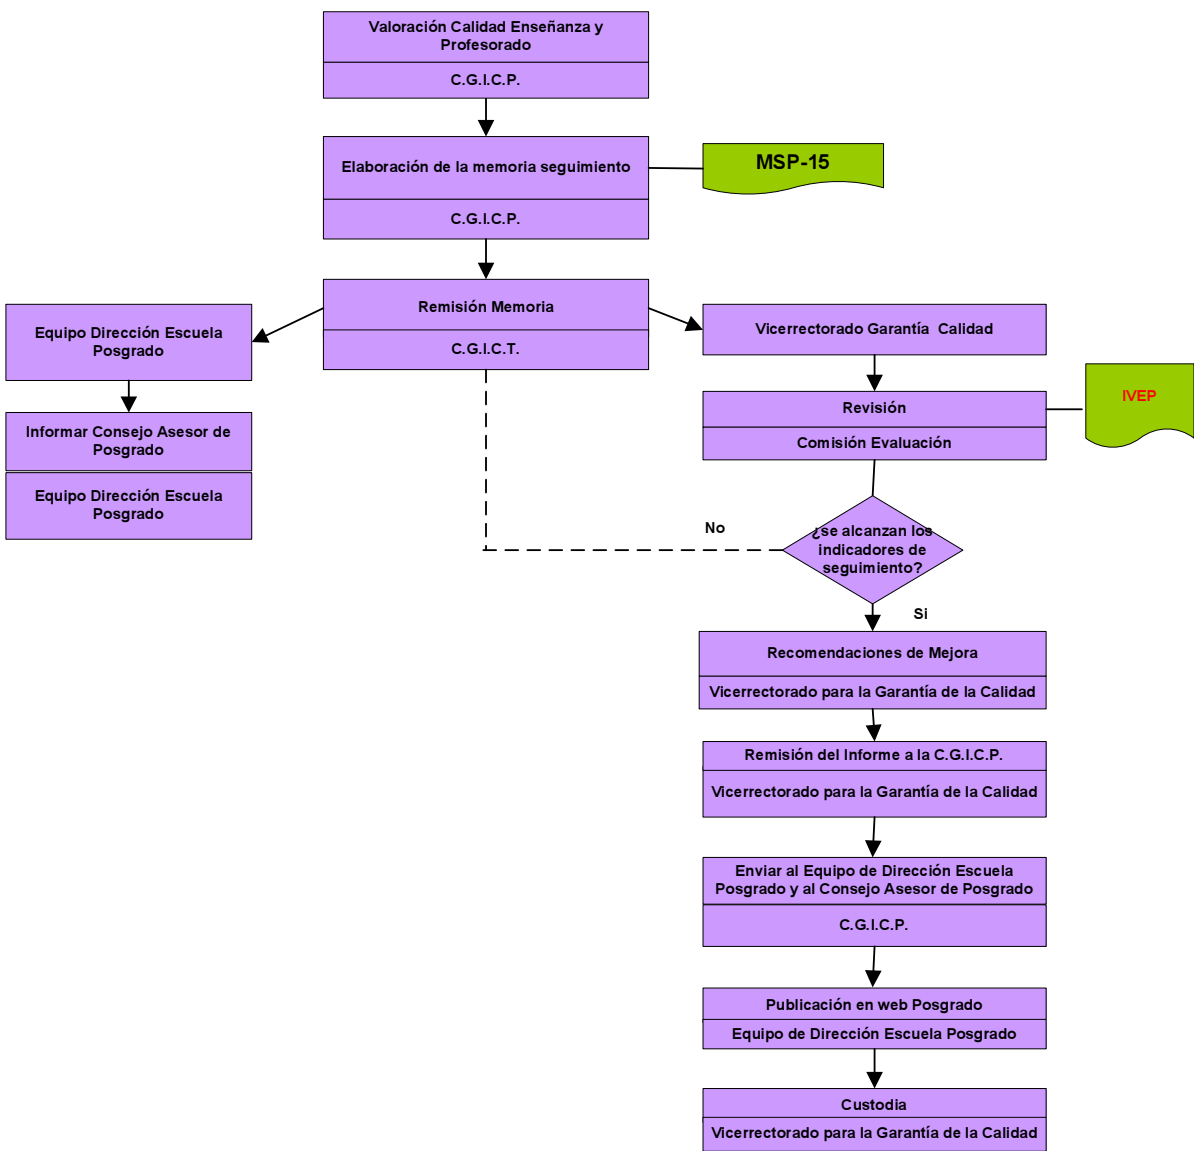 Valoración Calidad Enseñanza y
Profesorado
C.G.I.C.P.
Elaboración de la memoria seguimiento
MSP-15
C.G.I.C.P.
Remisión Memoria
C.G.I.C.T.
Equipo Dirección Escuela
Posgrado
Informar Consejo Asesor de
Posgrado
Equipo Dirección Escuela
Posgrado
Vicerrectorado Garantía Calidad
Revisión
Comisión Evaluación
IVEP
¿se alcanzan los
indicadores de
seguimiento?
No
Si
Recomendaciones de Mejora
Vicerrectorado para la Garantía de la Calidad
Remisión del Informe a la C.G.I.C.P.
Vicerrectorado para la Garantía de la Calidad
Enviar al Equipo de Dirección Escuela
Posgrado y al Consejo Asesor de Posgrado
C.G.I.C.P.
Publicación en web Posgrado
Equipo de Dirección Escuela Posgrado
Custodia
Vicerrectorado para la Garantía de la Calidad